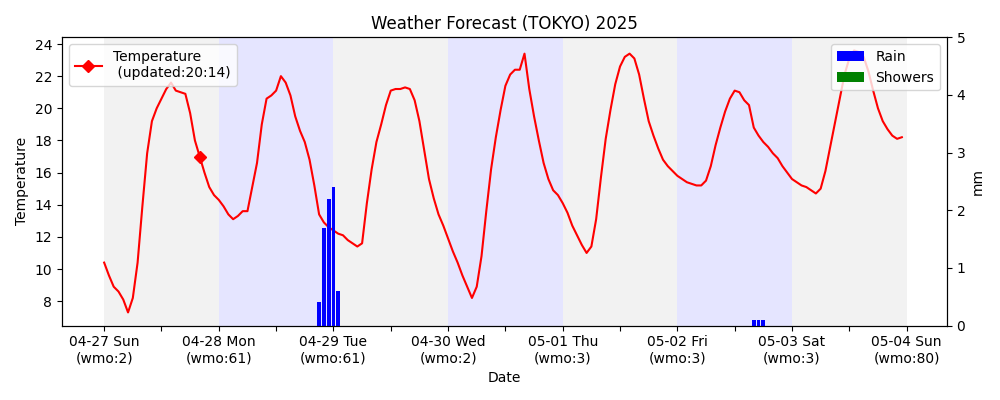 Weather Forecast (TOKYO) 2025
Temperature
(updated:20:14)
Rain
Showers
Temperature
24
22
20
18
16
14
12
10
8
5
4
3
2
1
0
mm
04-27 Sun
(wmo:2)
04-28 Mon
(wmo:61)
04-29 Tue
(wmo:61)
04-30 Wed
(wmo:2)
05-01 Thu
(wmo:3)
05-02 Fri
(wmo:3)
05-03 Sat
(wmo:3)
05-04 Sun
(wmo:80)
Date